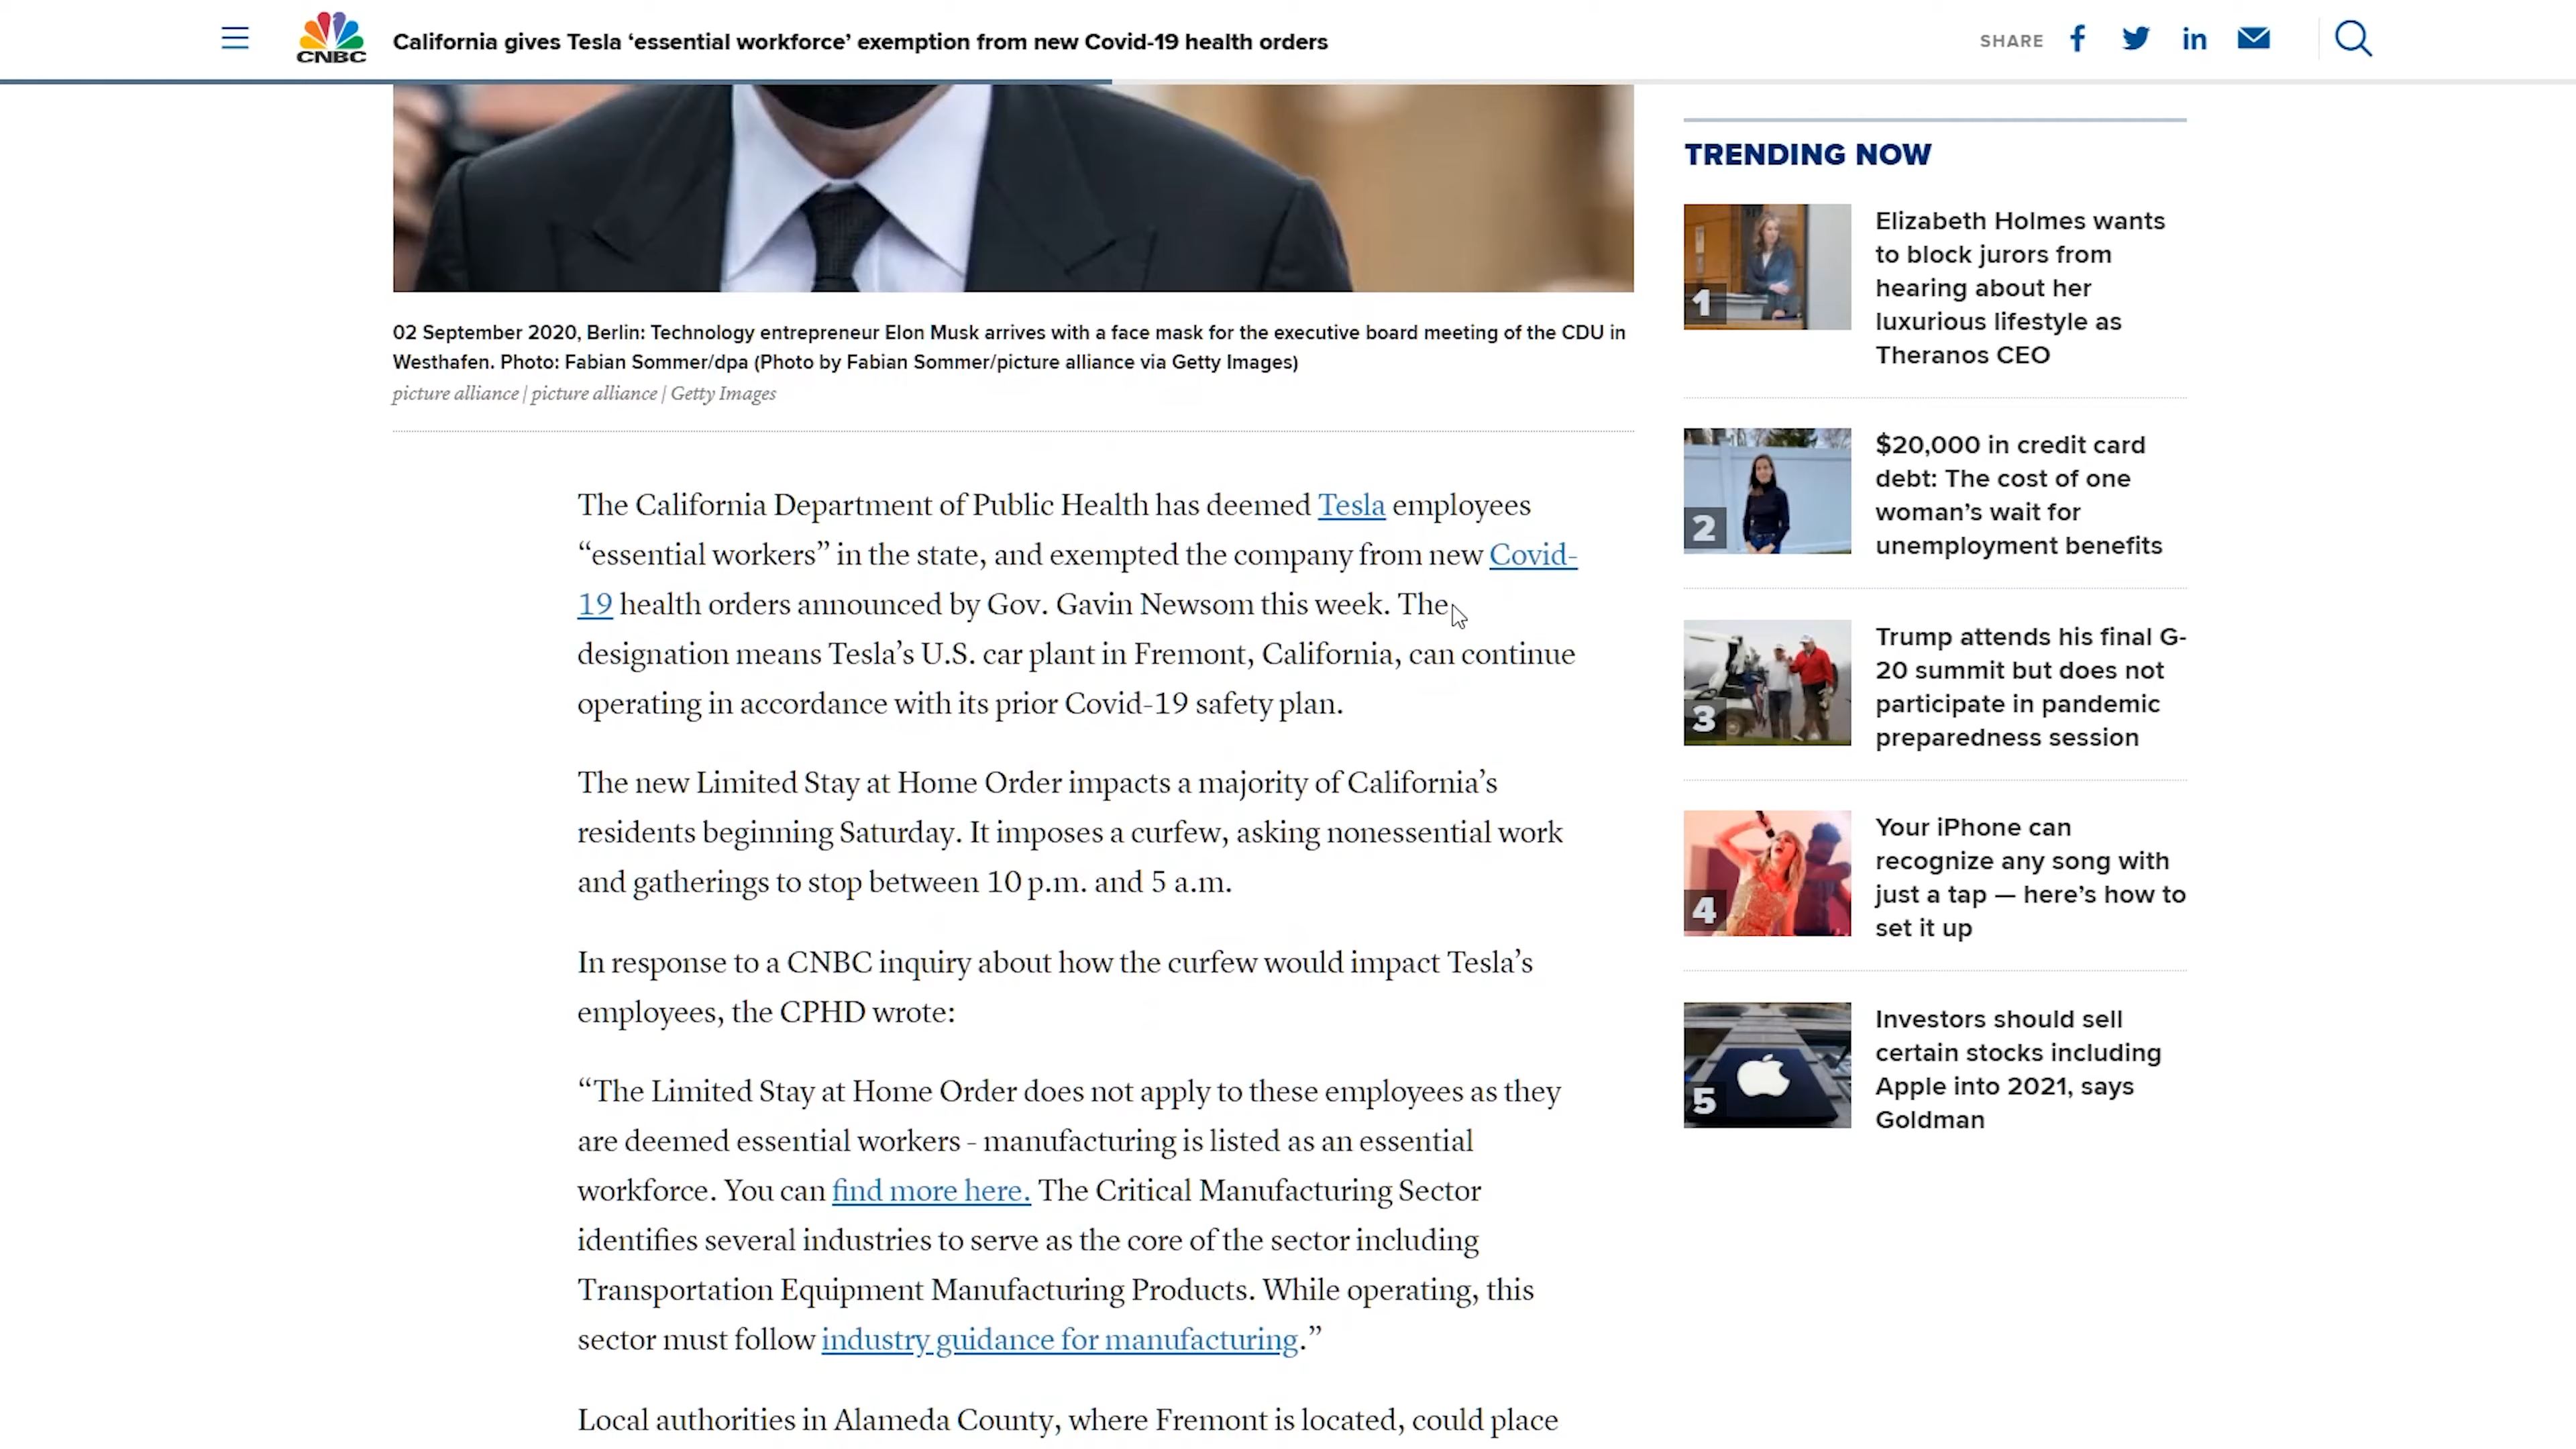 CNBC
California gives Tesla ‘essential workforce’ exemption from new Covid-19 health orders
SHARE
02 September 2020, Berlin: Technology entrepreneur Elon Musk arrives with a face mask for the executive board meeting of the CDU in
Westhafen. Photo: Fabian Sommer/dpa (Photo by Fabian Sommer/picture alliance via Getty Images)
picture alliance | picture alliance | Getty Images
The California Department of Public Health has deemed Tesla employees
“essential workers” in the state, and exempted the company from new Covid-
19 health orders announced by Gov. Gavin Newsom this week. The
designation means Tesla’s U.S. car plant in Fremont, California, can continue
operating in accordance with its prior Covid-19 safety plan.
The new Limited Stay at Home Order impacts a majority of California’s
residents beginning Saturday. It imposes a curfew, asking nonessential work
and gatherings to stop between 10 p.m. and 5 a.m.
In response to a CNBC inquiry about how the curfew would impact Tesla’s
employees, the CPHD wrote:
“The Limited Stay at Home Order does not apply to these employees as they
are deemed essential workers - manufacturing is listed as an essential
workforce. You can find more here. The Critical Manufacturing Sector
identifies several industries to serve as the core of the sector including
Transportation Equipment Manufacturing Products. While operating, this
sector must follow industry guidance for manufacturing.”
Local authorities in Alameda County, where Fremont is located, could place
TRENDING NOW
1
Elizabeth Holmes wants
to block jurors from
hearing about her
luxurious lifestyle as
Theranos CEO
2
$20,000 in credit card
debt: The cost of one
woman’s wait for
unemployment benefits
3
Trump attends his final G-
20 summit but does not
participate in pandemic
preparedness session
4
Your iPhone can
recognize any song with
just a tap — here’s how to
set it up
5
Investors should sell
certain stocks including
Apple into 2021, says
Goldman